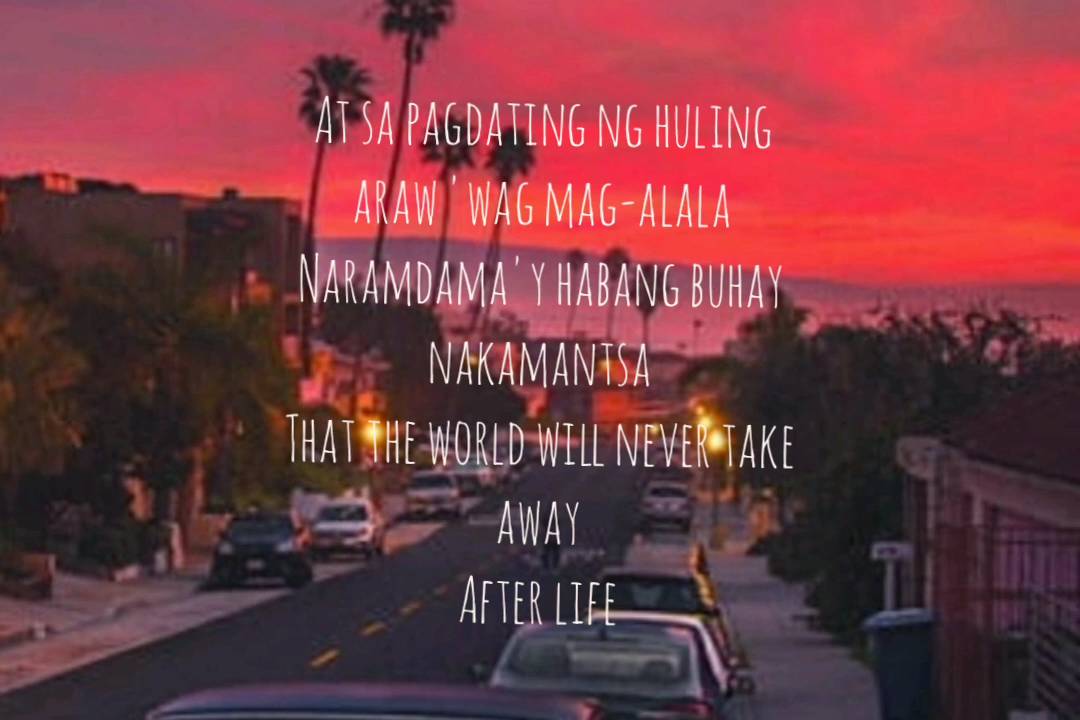 At sa pagdating ng huling
araw 'wag mag-alala
Naramdama'y habang buhay
nakamantsa
That the world will never take
away
After life